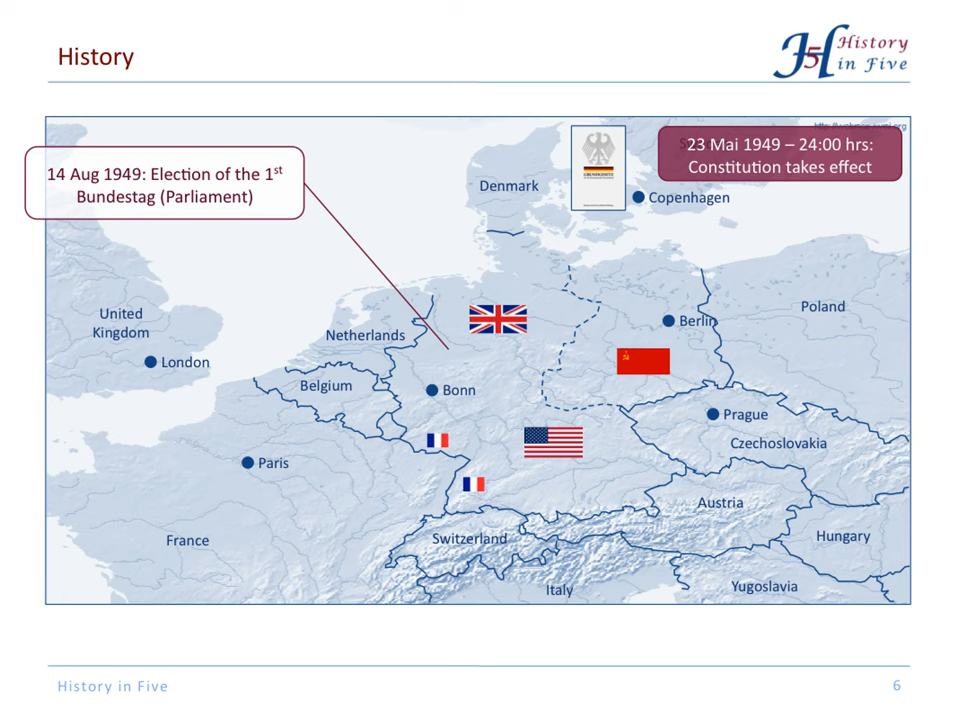 History
History
in Five
H5
14 Aug 1949: Election of the 1st
Bundestag (Parliament)
23 Mai 1949 – 24:00 hrs:
Constitution takes effect
GRUNDGESETZ
Denmark
Copenhagen
United
Kingdom
London
Netherlands
Belgium
Bonn
Berlin
Poland
Prague
Czechoslovakia
Paris
France
Switzerland
Austria
Hungary
Italy
Yugoslavia
History in Five
6